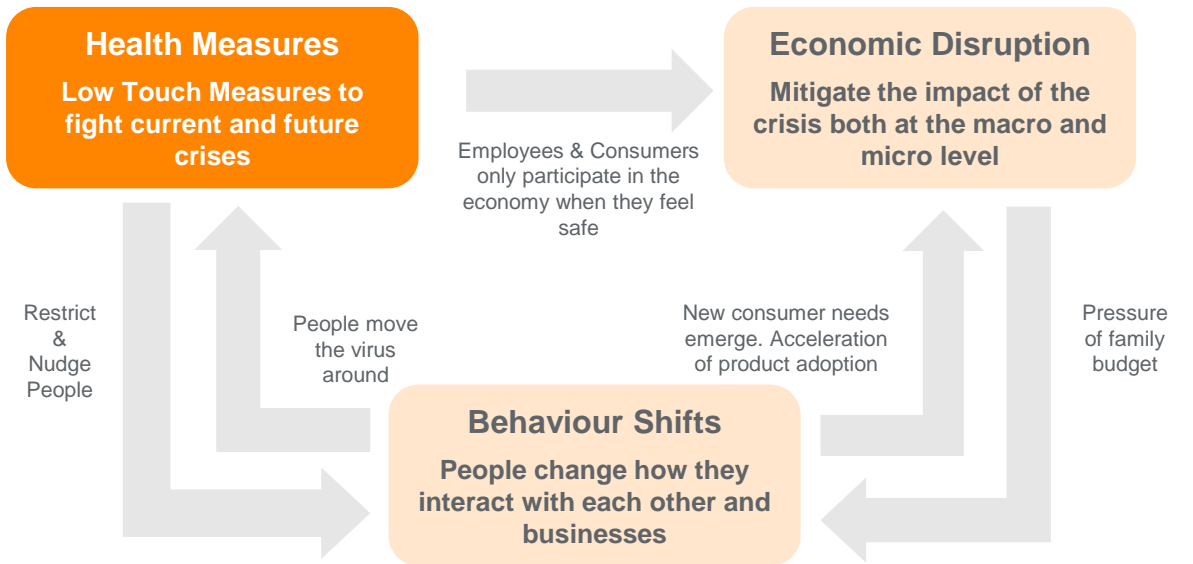 Health Measures
Low Touch Measures to
fight current and future
crises
Economic Disruption
Mitigate the impact of the
crisis both at the macro and
micro level
Employees & Consumers
only participate in the
economy when they feel
safe
Restrict
&
Nudge
People
People move
the virus
around
New consumer needs
emerge. Acceleration
of product adoption
Pressure
of family
budget
Behaviour Shifts
People change how they
interact with each other and
businesses